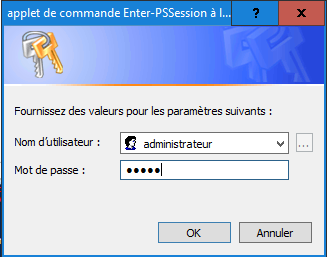 applet de commande Enter-PSSession à l... ?
Fournissez des valeurs pour les paramètres suivants :
Nom d'utilisateur : administrateur ...
Mot de passe : •••••
OK Annuler